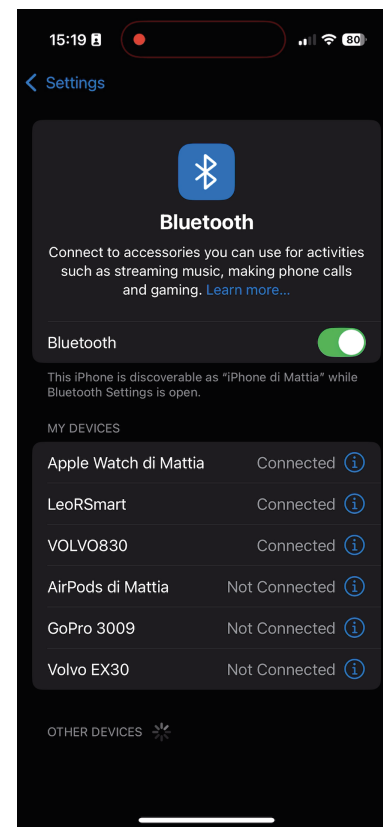 15:19
80
Settings
Bluetooth
Connect to accessories you can use for activities
such as streaming music, making phone calls
and gaming. Learn more...
Bluetooth
This iPhone is discoverable as “iPhone di Mattia” while
Bluetooth Settings is open.
MY DEVICES
Apple Watch di Mattia Connected
LeoRSmart Connected
VOLVO830 Connected
AirPods di Mattia Not Connected
GoPro 3009 Not Connected
Volvo EX30 Not Connected
OTHER DEVICES